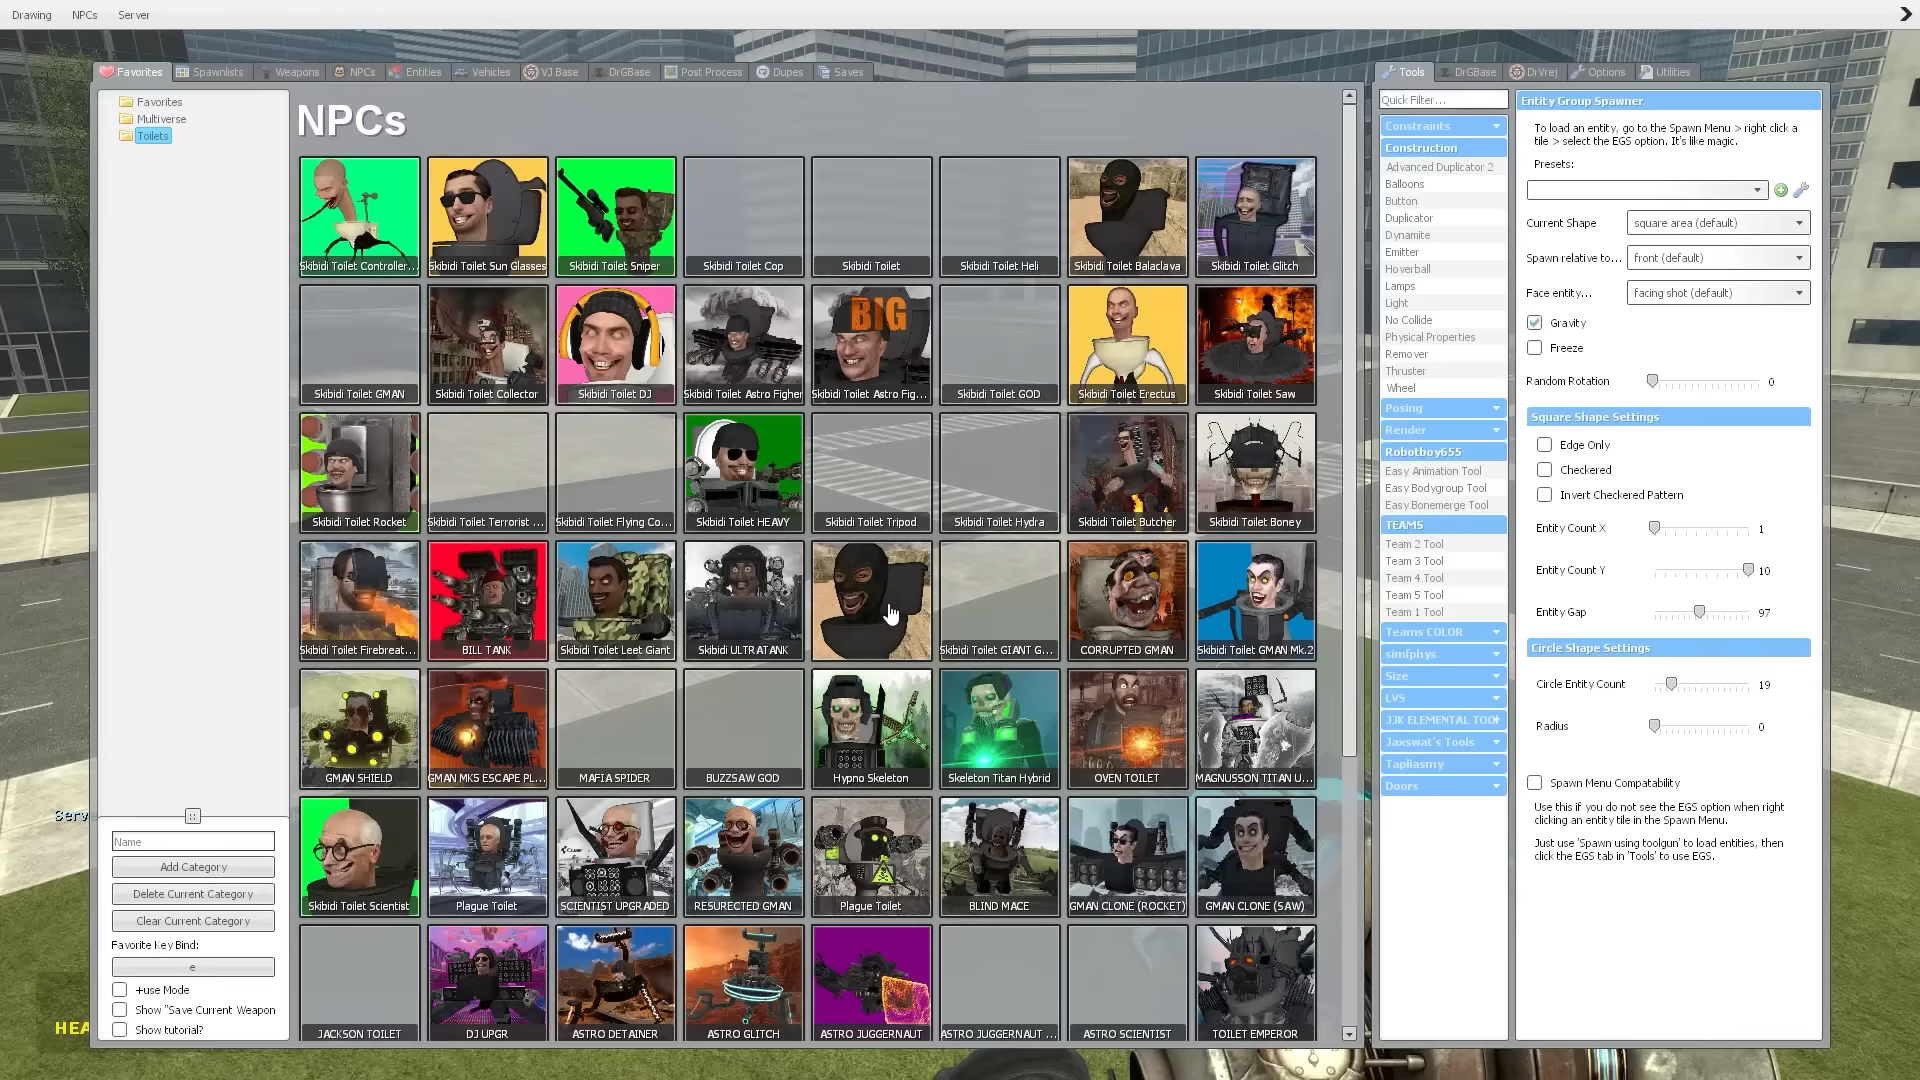 Drawing NPCs Server
Favorites Spawnlists Weapons NPCs Entities Vehicles VJ Base DrGBase Post Process Dupes Saves
Favorites
Multiverse
Toilets
NPCs
Skibidi Toilet Controller... Skibidi Toilet Sun Glasses Skibidi Toilet Sniper Skibidi Toilet Cop Skibidi Toilet Skibidi Toilet Heli Skibidi Toilet Balaclava Skibidi Toilet Glitch
BIG
Skibidi Toilet GMAN Skibidi Toilet Collector Skibidi Toilet DJ Skibidi Toilet Astro Figher Skibidi Toilet Astro Fig... Skibidi Toilet GOD Skibidi Toilet Erectus Skibidi Toilet Saw
Skibidi Toilet Rocket Skibidi Toilet Terrorist ... Skibidi Toilet Flying Co... Skibidi Toilet HEAVY Skibidi Toilet Tripod Skibidi Toilet Hydra Skibidi Toilet Butcher Skibidi Toilet Boney
Skibidi Toilet Firebreat... BILL TANK Skibidi Toilet Leet Giant Skibidi ULTRATANK Skibidi Toilet GIANT G... CORRUPTED GMAN Skibidi Toilet GMAN Mk.2
GMAN SHIELD GMAN MK5 ESCAPE PL... MAFIA SPIDER BUZZSAW GOD Hypno Skeleton Skeleton Titan Hybrid OVEN TOILET MAGNUSSON TITAN U...
Skibidi Toilet Scientist Plague Toilet SCIENTIST UPGRADED RESURECTED GMAN Plague Toilet BLIND MACE GMAN CLONE (ROCKET) GMAN CLONE (SAW)
JACKSON TOILET DJ UPGR ASTRO DETAINER ASTRO GLITCH ASTRO JUGGERNAUT ASTRO JUGGERNAUT ... ASTRO SCIENTIST TOILET EMPEROR
Serv
HEA
Name
Add Category
Delete Current Category
Clear Current Category
Favorite Key Bind:
e
+use Mode
Show "Save Current Weapon
Show tutorial?
Tools DrGBase DrVrej Options Utilities
Quick Filter...
Constraints
Construction
Advanced Duplicator 2
Balloons
Button
Duplicator
Dynamite
Emitter
Hoverball
Lamps
Light
No Collide
Physical Properties
Remover
Thruster
Wheel
Posing
Render
Robotboy655
Easy Animation Tool
Easy Bodygroup Tool
Easy Bonemerge Tool
TEAMS
Team 2 Tool
Team 3 Tool
Team 4 Tool
Team 5 Tool
Team 1 Tool
Teams COLOR
simfphys
Size
LVS
JJK ELEMENTAL TOO
Jaxswat's Tools
Tapliasmy
Doors
Entity Group Spawner
To load an entity, go to the Spawn Menu > right click a
tile > select the EGS option. It's like magic.
Presets:
Current Shape square area (default)
Spawn relative to... front (default)
Face entity... facing shot (default)
Gravity
Freeze
Random Rotation 0
Square Shape Settings
Edge Only
Checkered
Invert Checkered Pattern
Entity Count X 1
Entity Count Y 10
Entity Gap 97
Circle Shape Settings
Circle Entity Count 19
Radius 0
Spawn Menu Compatability
Use this if you do not see the EGS option when right
clicking an entity tile in the Spawn Menu.
Just use 'Spawn using toolgun' to load entities, then
click the EGS tab in 'Tools' to use EGS.